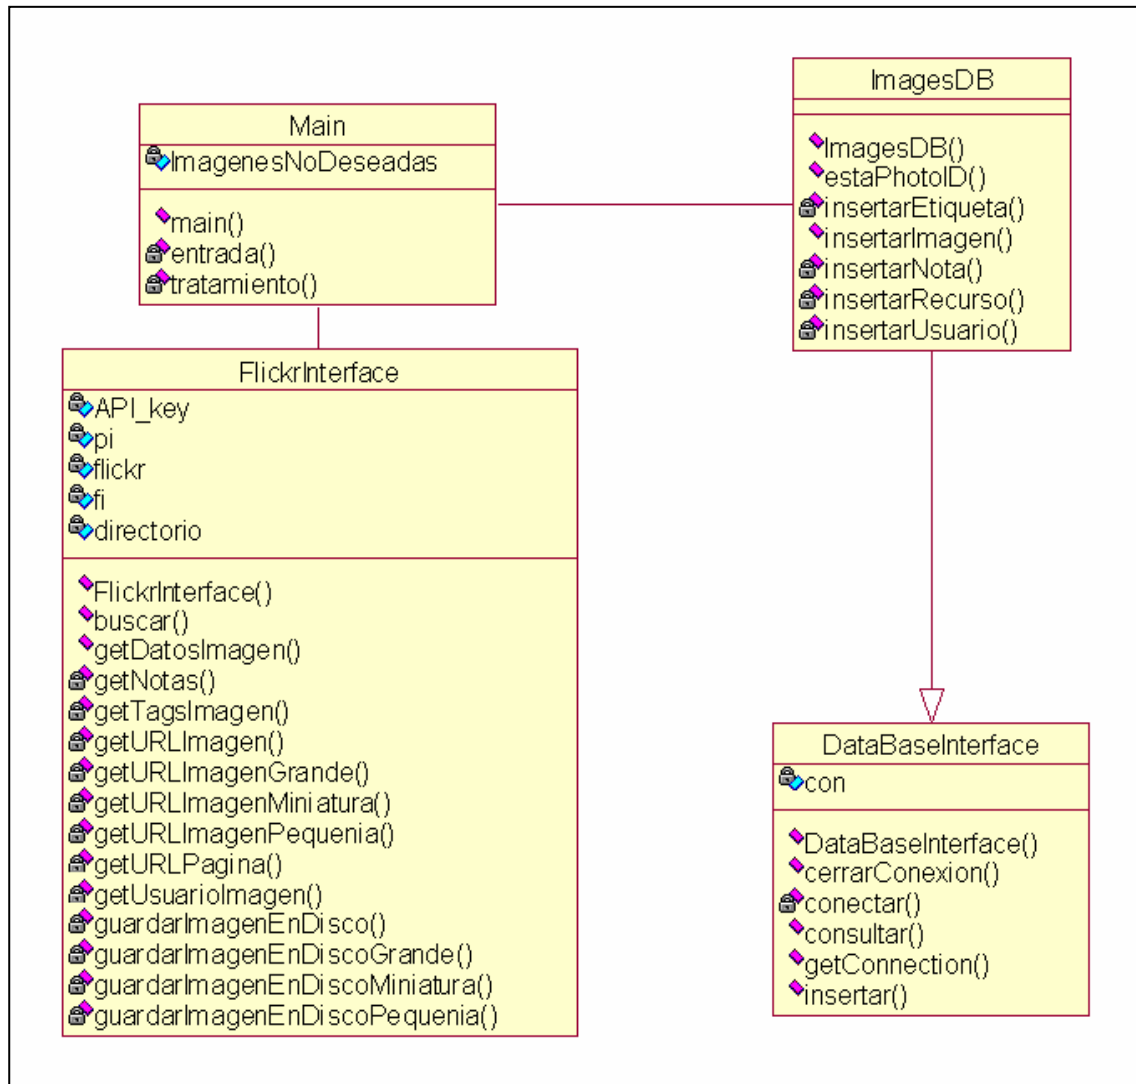 Main
ImagenesNoDeseadas
main()
entrada()
tratamiento()
ImagesDB
ImagesDB()
estaPhotoID()
insertarEtiqueta()
insertarImagen()
insertarNota()
insertarRecurso()
insertarUsuario()
FlickrInterface
API_key
pi
flickr
fi
directorio
FlickrInterface()
buscar()
getDatosImagen()
getNotas()
getTagsImagen()
getURLImagen()
getURLImagenGrande()
getURLImagenMiniatura()
getURLImagenPequenia()
getURLPagina()
getUsuarioImagen()
guardarImagenEnDisco()
guardarImagenEnDiscoGrande()
guardarImagenEnDiscoMiniatura()
guardarImagenEnDiscoPequenia()
DataBaseInterface
con
DataBaseInterface()
cerrarConexion()
conectar()
consultar()
getConnection()
insertar()